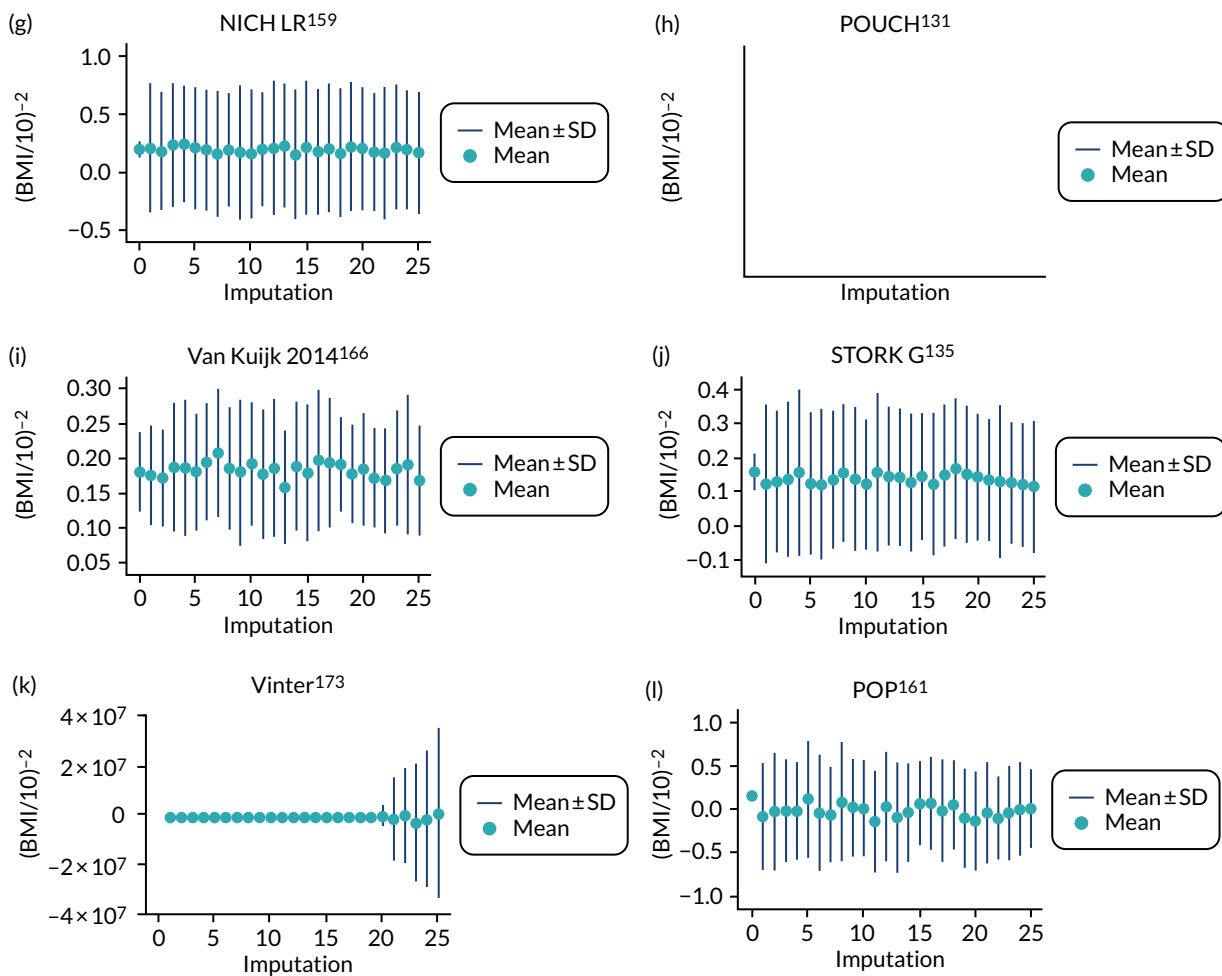 (g)
NICH LR¹⁵⁹
(BMI/10)⁻²
1.0
0.5
0.0
−0.5
0 5 10 15 20 25
Imputation
Mean ± SD
Mean
(h)
POUCH¹³¹
(BMI/10)⁻²
Imputation
Mean ± SD
Mean
(i)
Van Kuijk 2014¹⁶⁶
(BMI/10)⁻²
0.30
0.25
0.20
0.15
0.10
0.05
0 5 10 15 20 25
Imputation
Mean ± SD
Mean
(j)
STORK G¹³⁵
(BMI/10)⁻²
0.4
0.3
0.2
0.1
0.0
−0.1
0 5 10 15 20 25
Imputation
Mean ± SD
Mean
(k)
Vinter¹⁷³
(BMI/10)⁻²
4 × 10⁷
2 × 10⁷
0
−2 × 10⁷
−4 × 10⁷
0 5 10 15 20 25
Imputation
Mean ± SD
Mean
(l)
POP¹⁶¹
(BMI/10)⁻²
1.0
0.5
0.0
−0.5
−1.0
0 5 10 15 20 25
Imputation
Mean ± SD
Mean